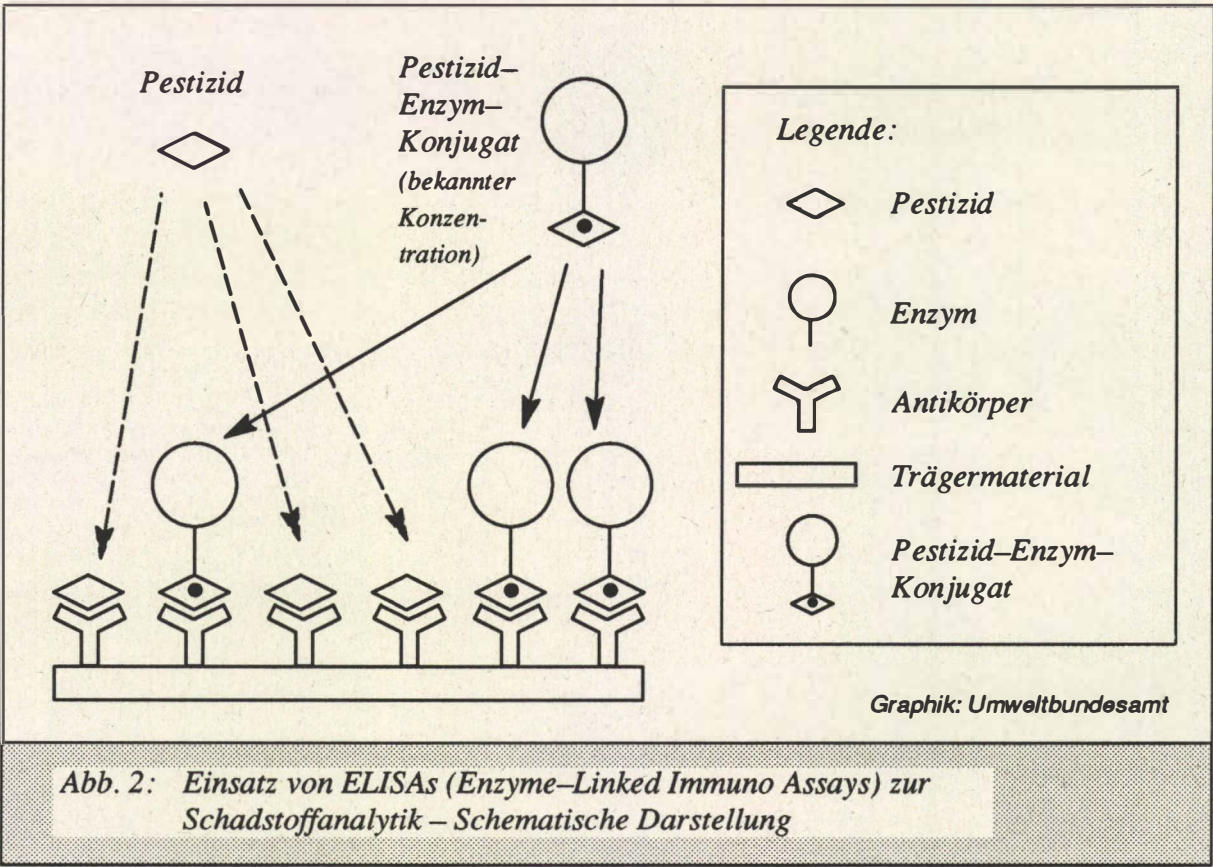 Pestizid
Pestizid–
Enzym–
Konjugat
(bekannter
Konzen-
tration)
Legende:
Pestizid
Enzym
Antikörper
Trägermaterial
Pestizid–Enzym–
Konjugat
Graphik: Umweltbundesamt
Abb. 2: Einsatz von ELISAs (Enzyme–Linked Immuno Assays) zur
Schadstoffanalytik – Schematische Darstellung